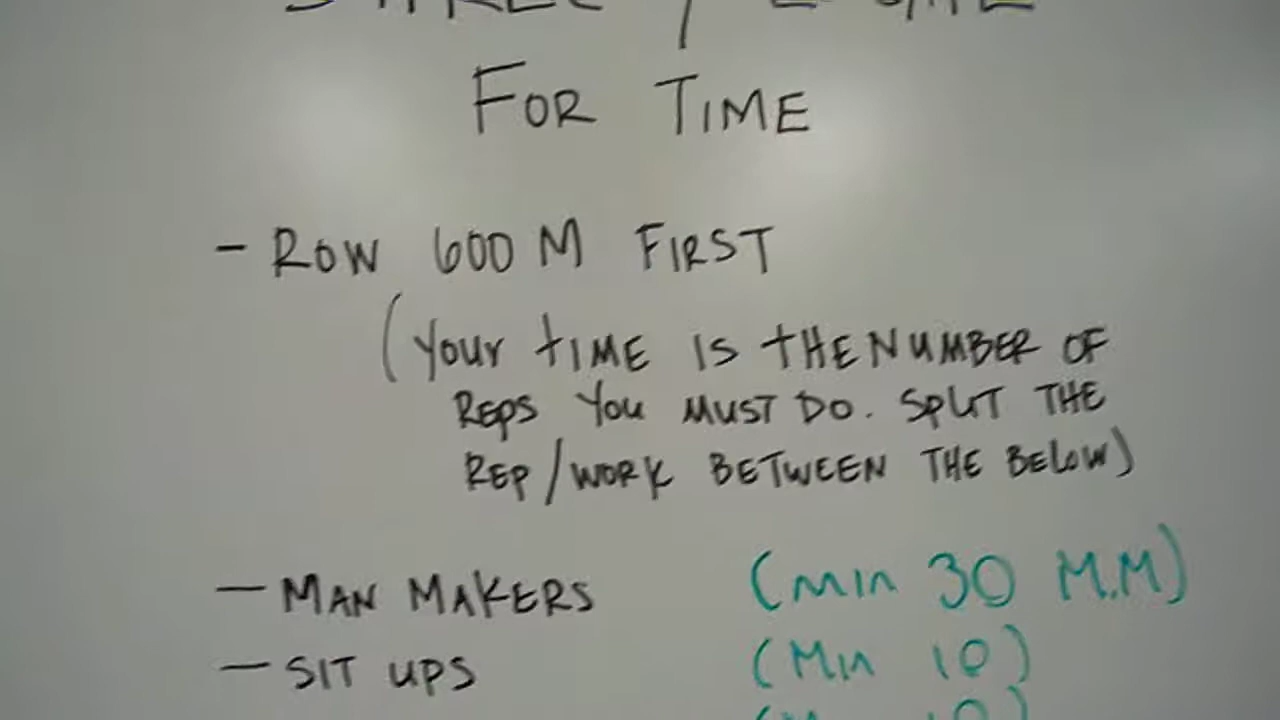 FOR TIME
- ROW 600 M FIRST
(YOUR TIME IS THE NUMBER OF
REPS YOU MUST DO. SPLIT THE
REP/WORK BETWEEN THE BELOW)
- MAN MAKERS (MIN 30 M.M)
- SIT UPS (MIN 10)